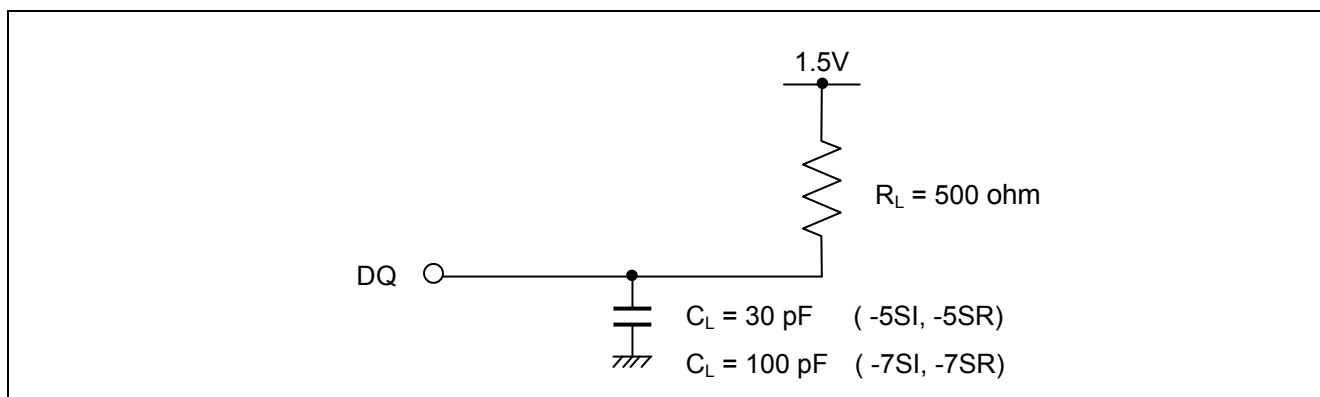 1.5V
R_L = 500 ohm
DQ
C_L = 30 pF ( -5SI, -5SR)
C_L = 100 pF ( -7SI, -7SR)